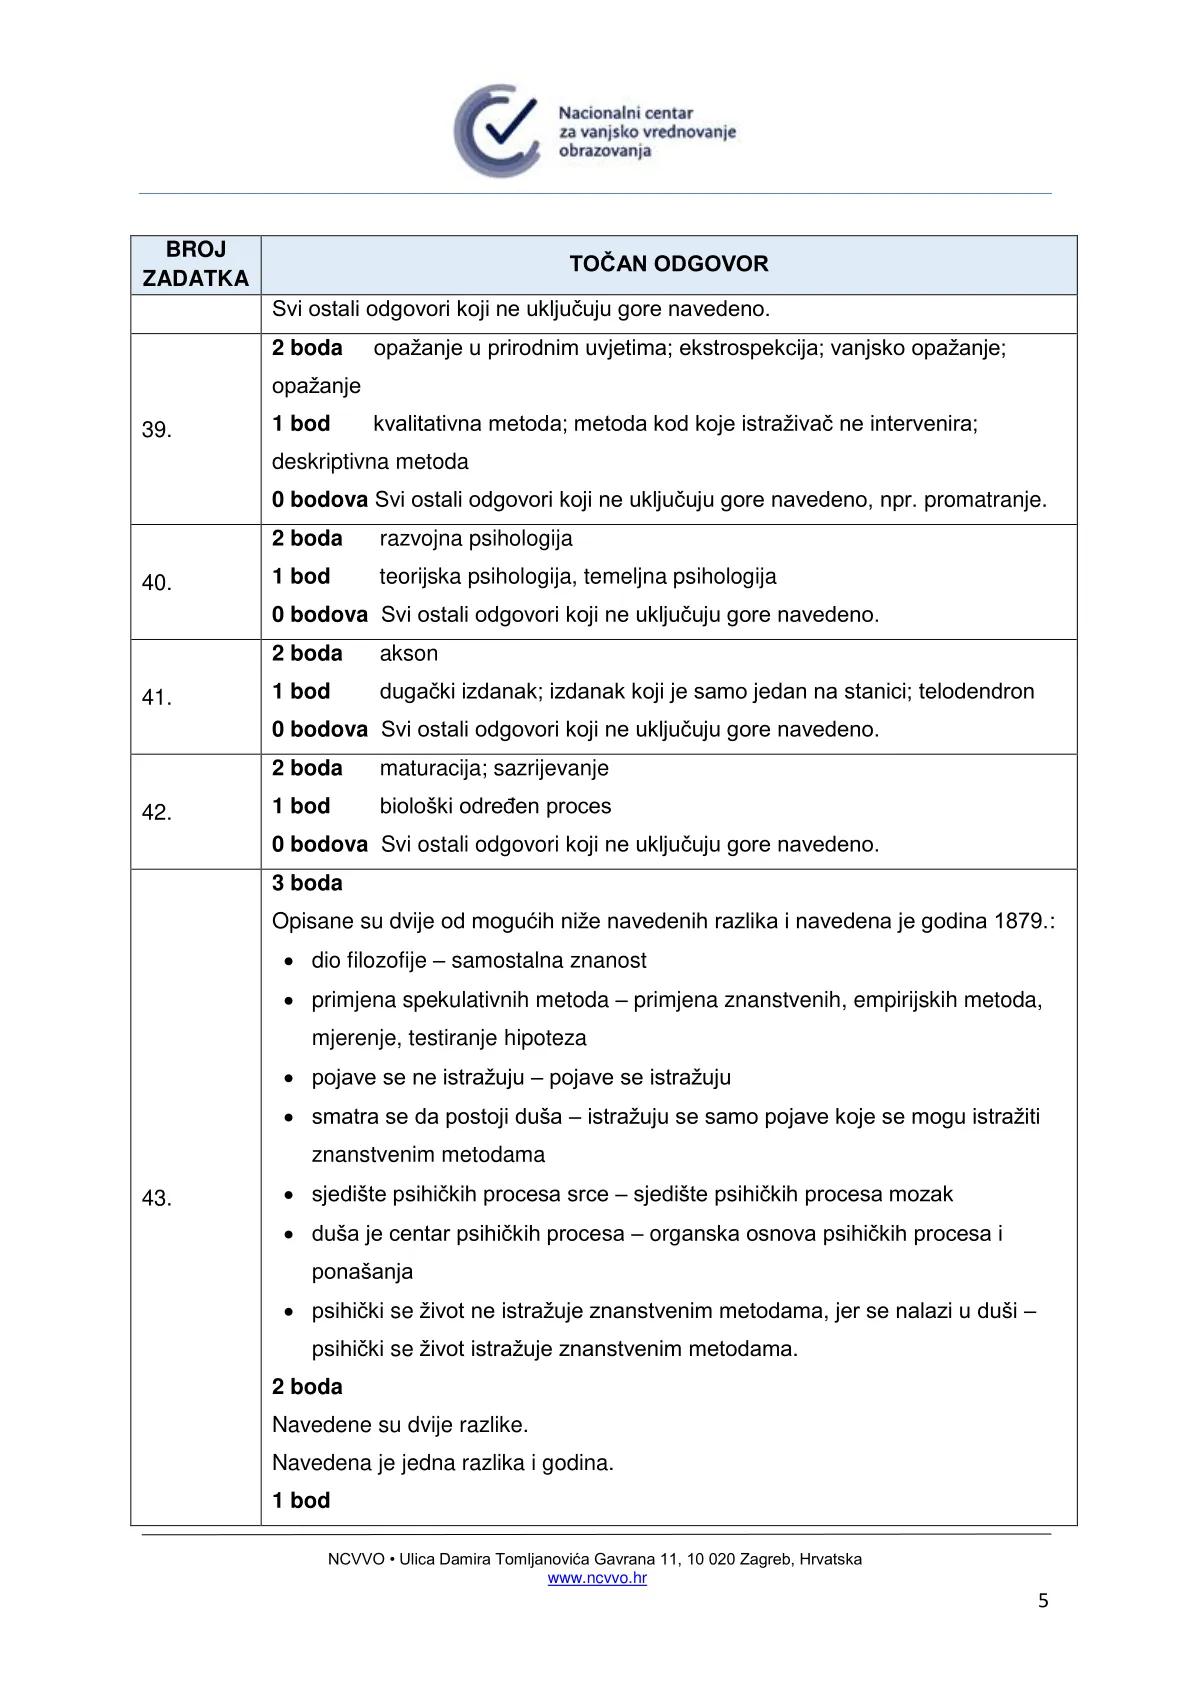 Nacionalni centar
za vanjsko vrednovanje
obrazovanja
BROJ
ZADATKA
TOČAN ODGOVOR
Svi ostali odgovori koji ne uključuju gore navedeno.
39.
2 boda opažanje u prirodnim uvjetima; ekstrospekcija; vanjsko opažanje;
opažanje
1 bod kvalitativna metoda; metoda kod koje istraživač ne intervenira;
deskriptivna metoda
0 bodova Svi ostali odgovori koji ne uključuju gore navedeno, npr. promatranje.
40.
2 boda razvojna psihologija
1 bod teorijska psihologija, temeljna psihologija
0 bodova Svi ostali odgovori koji ne uključuju gore navedeno.
41.
2 boda akson
1 bod dugački izdanak; izdanak koji je samo jedan na stanici; telodendron
0 bodova Svi ostali odgovori koji ne uključuju gore navedeno.
42.
2 boda maturacija; sazrijevanje
1 bod biološki određen proces
0 bodova Svi ostali odgovori koji ne uključuju gore navedeno.
43.
3 boda
Opisane su dvije od mogućih niže navedenih razlika i navedena je godina 1879.:
• dio filozofije – samostalna znanost
• primjena spekulativnih metoda – primjena znanstvenih, empirijskih metoda,
mjerenje, testiranje hipoteza
• pojave se ne istražuju – pojave se istražuju
• smatra se da postoji duša – istražuju se samo pojave koje se mogu istražiti
znanstvenim metodama
• sjedište psihičkih procesa srce – sjedište psihičkih procesa mozak
• duša je centar psihičkih procesa – organska osnova psihičkih procesa i
ponašanja
• psihički se život ne istražuje znanstvenim metodama, jer se nalazi u duši –
psihički se život istražuje znanstvenim metodama.
2 boda
Navedene su dvije razlike.
Navedena je jedna razlika i godina.
1 bod
NCVVO • Ulica Damira Tomljanovića Gavrana 11, 10 020 Zagreb, Hrvatska
www.ncvvo.hr
5